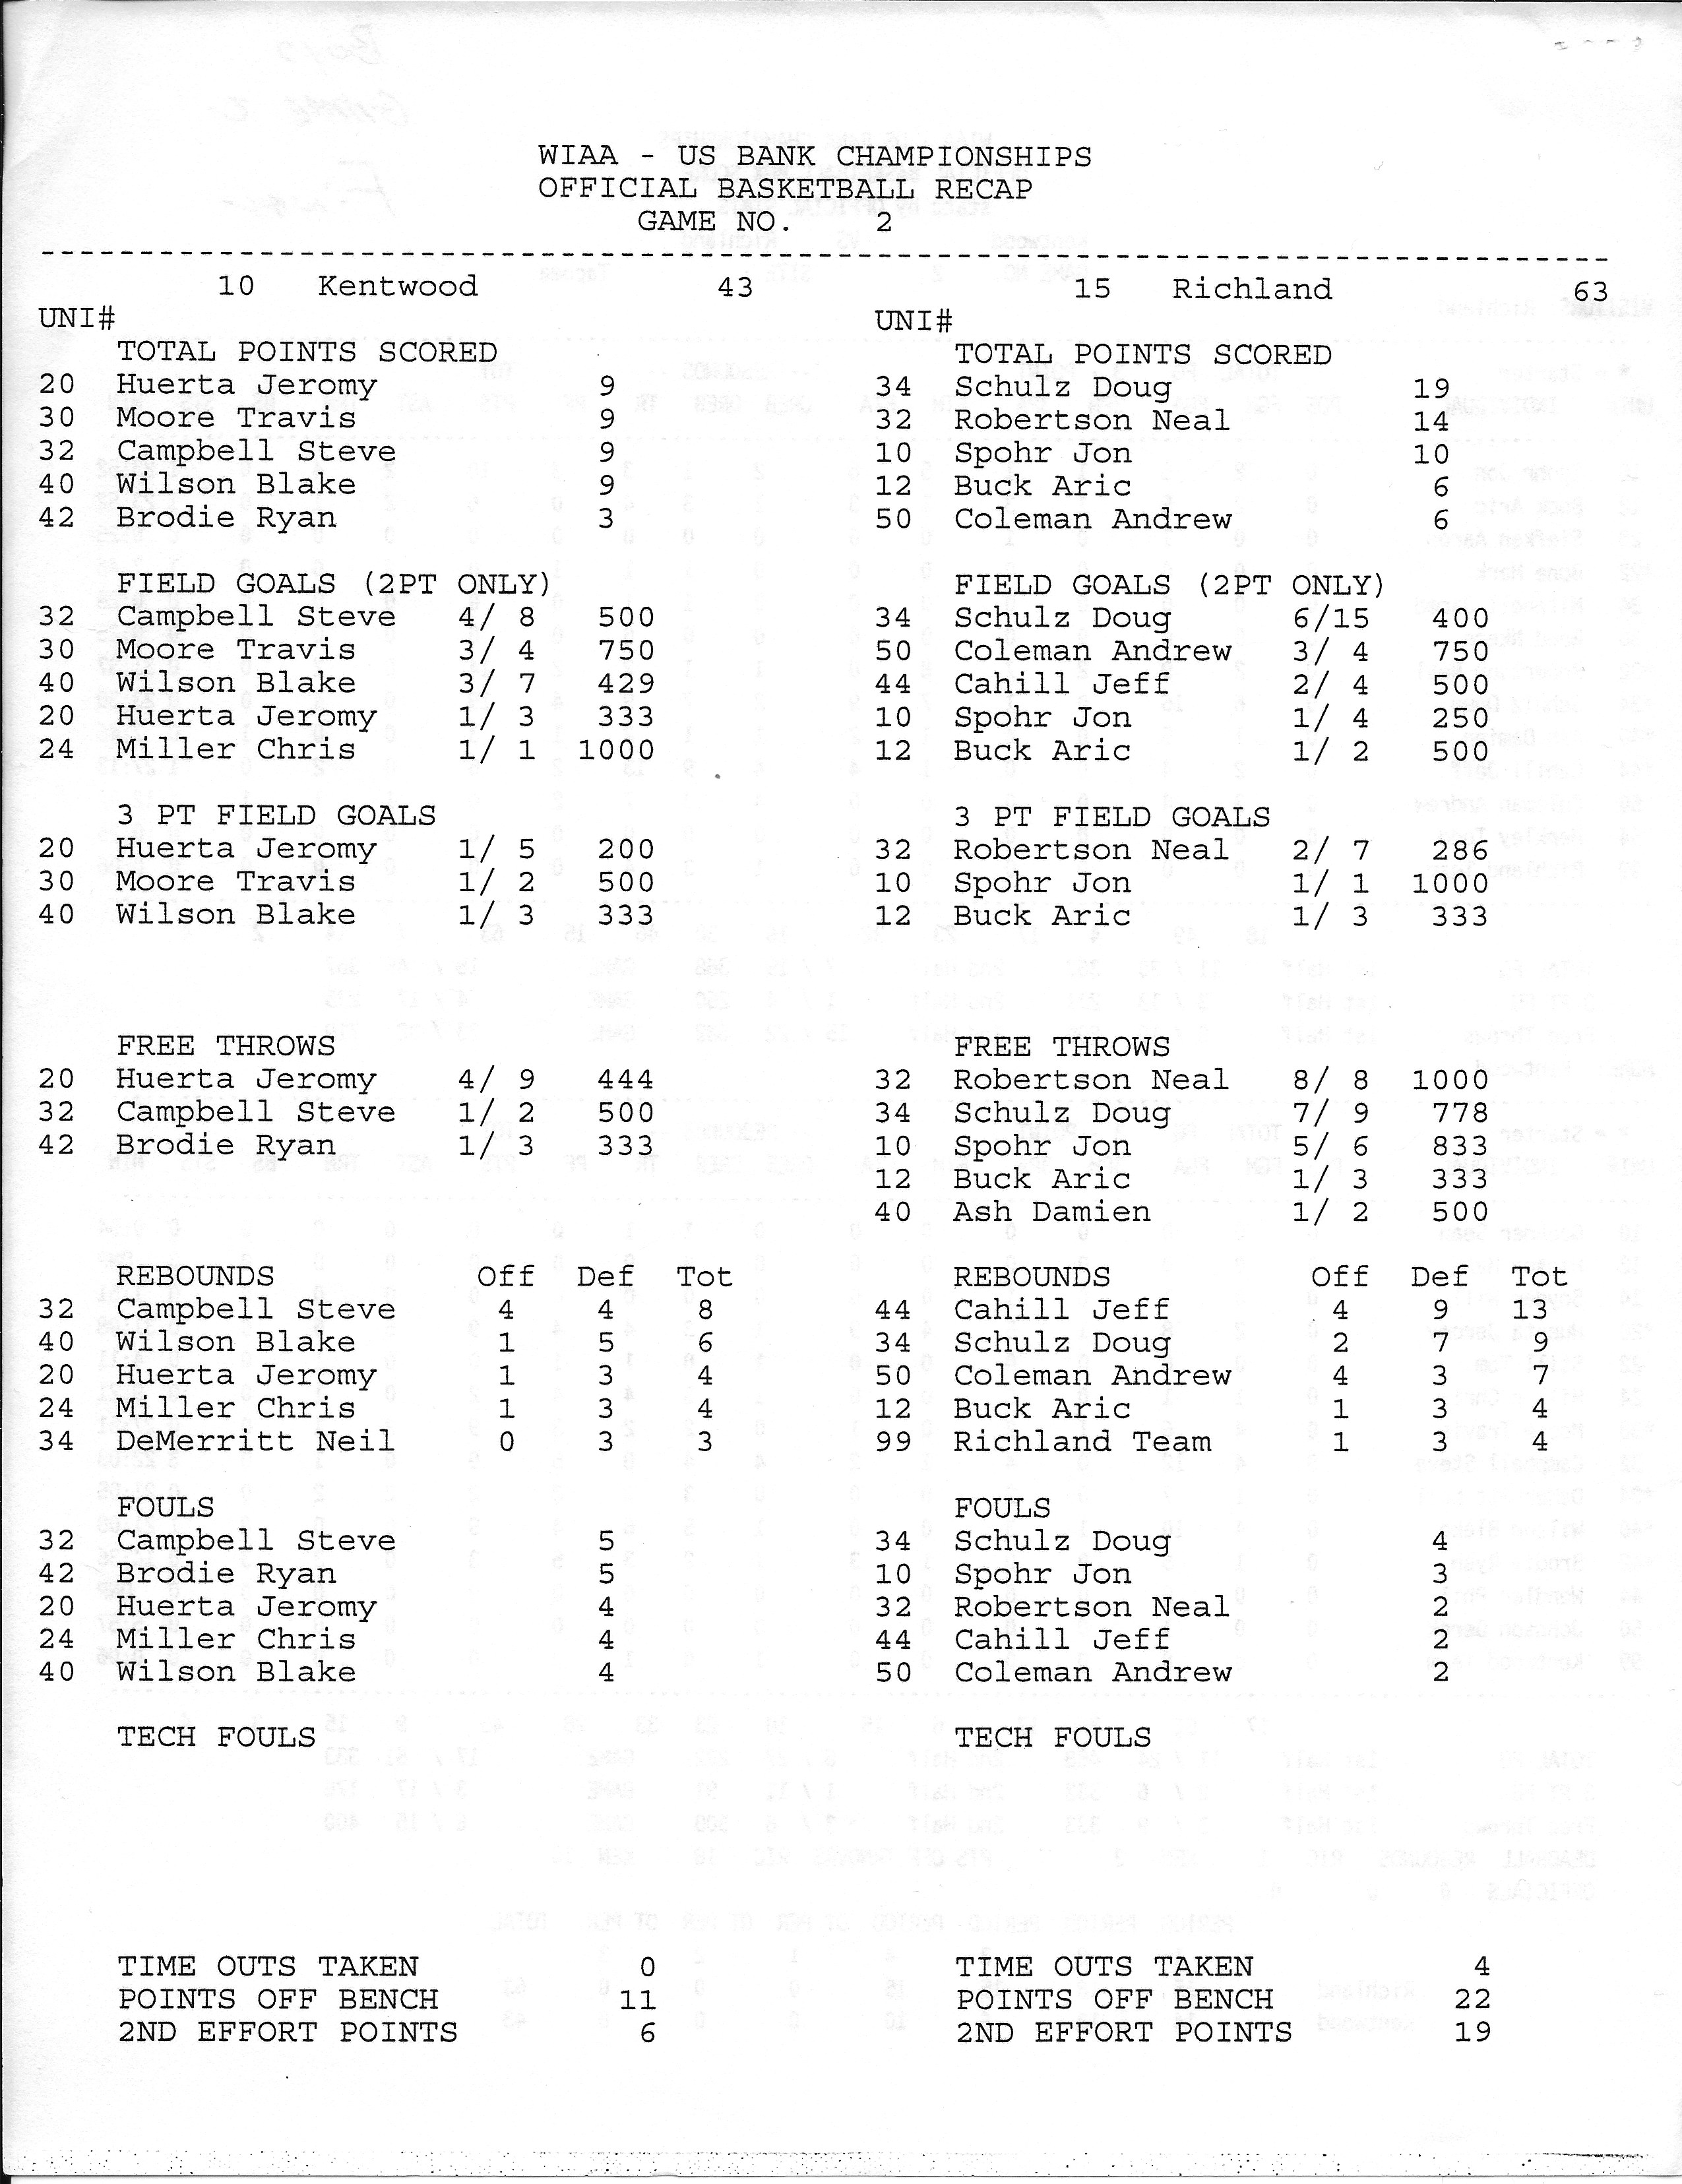 WIAA - US BANK CHAMPIONSHIPS
OFFICIAL BASKETBALL RECAP
GAME NO. 2
10 Kentwood 43
UNI#
TOTAL POINTS SCORED
20 Huerta Jeromy 9
30 Moore Travis 9
32 Campbell Steve 9
40 Wilson Blake 9
42 Brodie Ryan 3
FIELD GOALS (2PT ONLY)
32 Campbell Steve 4/ 8 500
30 Moore Travis 3/ 4 750
40 Wilson Blake 3/ 7 429
20 Huerta Jeromy 1/ 3 333
24 Miller Chris 1/ 1 1000
3 PT FIELD GOALS
20 Huerta Jeromy 1/ 5 200
30 Moore Travis 1/ 2 500
40 Wilson Blake 1/ 3 333
FREE THROWS
20 Huerta Jeromy 4/ 9 444
32 Campbell Steve 1/ 2 500
42 Brodie Ryan 1/ 3 333
REBOUNDS Off Def Tot
32 Campbell Steve 4 4 8
40 Wilson Blake 1 5 6
20 Huerta Jeromy 1 3 4
24 Miller Chris 1 3 4
34 DeMerritt Neil 0 3 3
FOULS
32 Campbell Steve 5
42 Brodie Ryan 5
20 Huerta Jeromy 4
24 Miller Chris 4
40 Wilson Blake 4
TECH FOULS
TIME OUTS TAKEN 0
POINTS OFF BENCH 11
2ND EFFORT POINTS 6
15 Richland 63
UNI#
TOTAL POINTS SCORED
34 Schulz Doug 19
32 Robertson Neal 14
10 Spohr Jon 10
12 Buck Aric 6
50 Coleman Andrew 6
FIELD GOALS (2PT ONLY)
34 Schulz Doug 6/15 400
50 Coleman Andrew 3/ 4 750
44 Cahill Jeff 2/ 4 500
10 Spohr Jon 1/ 4 250
12 Buck Aric 1/ 2 500
3 PT FIELD GOALS
32 Robertson Neal 2/ 7 286
10 Spohr Jon 1/ 1 1000
12 Buck Aric 1/ 3 333
FREE THROWS
32 Robertson Neal 8/ 8 1000
34 Schulz Doug 7/ 9 778
10 Spohr Jon 5/ 6 833
12 Buck Aric 1/ 3 333
40 Ash Damien 1/ 2 500
REBOUNDS Off Def Tot
44 Cahill Jeff 4 9 13
34 Schulz Doug 2 7 9
50 Coleman Andrew 4 3 7
12 Buck Aric 1 3 4
99 Richland Team 1 3 4
FOULS
34 Schulz Doug 4
10 Spohr Jon 3
32 Robertson Neal 2
44 Cahill Jeff 2
50 Coleman Andrew 2
TECH FOULS
TIME OUTS TAKEN 4
POINTS OFF BENCH 22
2ND EFFORT POINTS 19